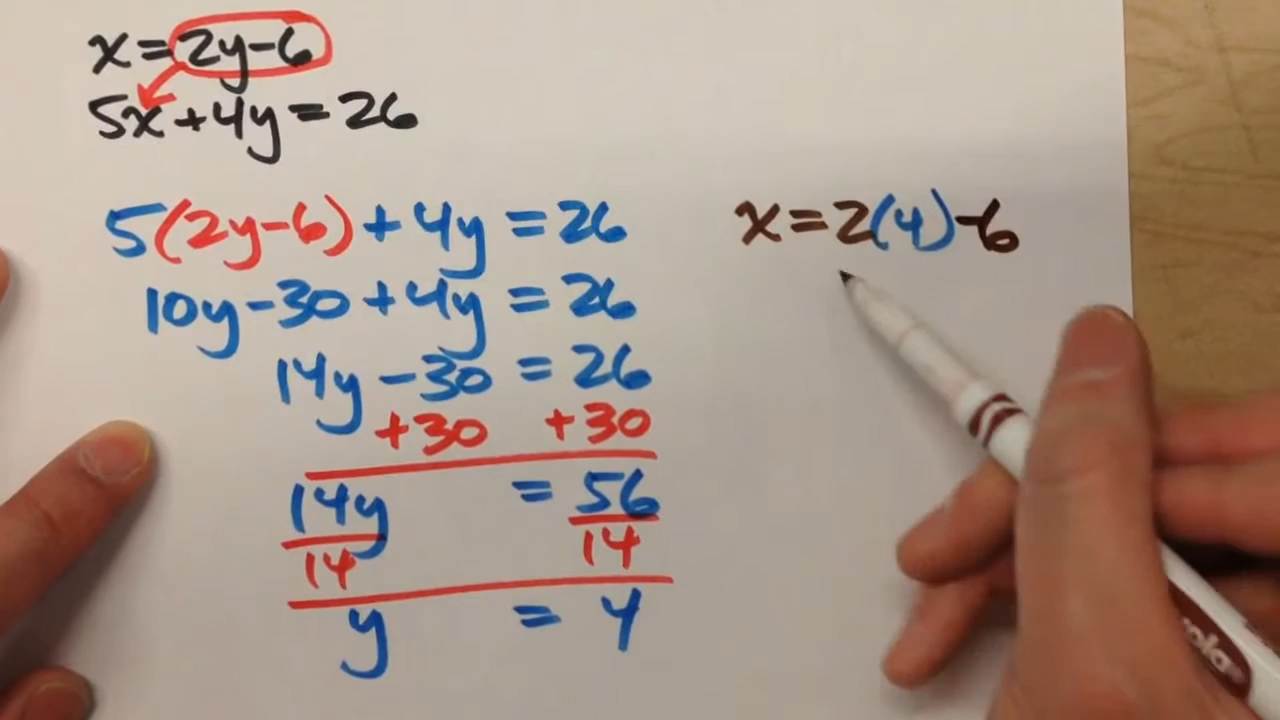 x=2y-6
5x+4y=26
5(2y-6)+4y=26
10y-30+4y=26
14y-30=26
+30 +30
14y = 56
14 14
y = 4
x=2(4)-6
ola